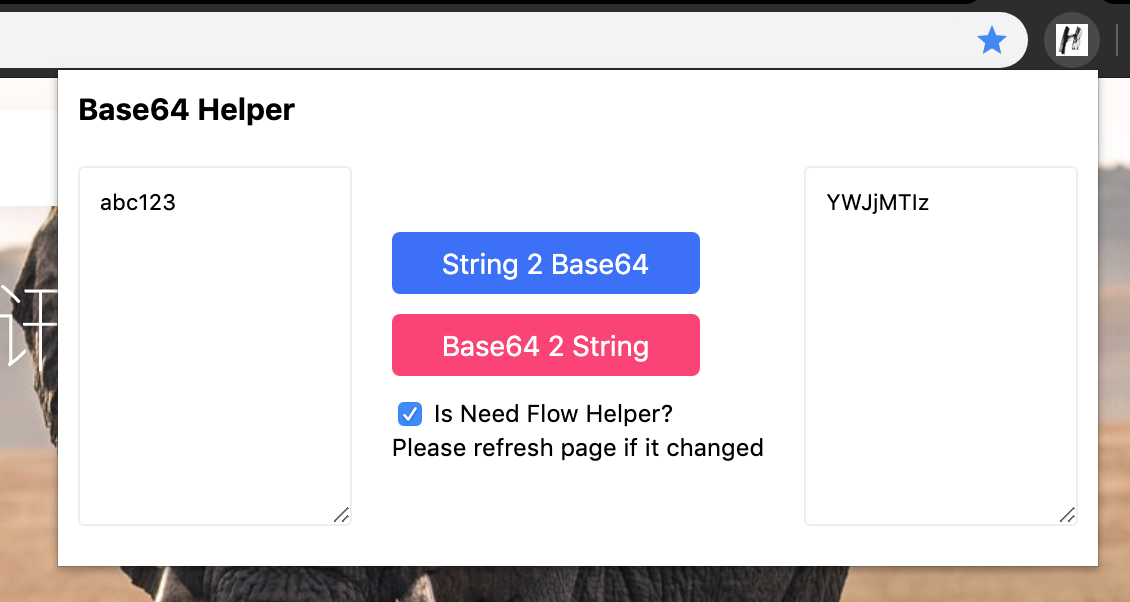 Base64 Helper
abc123
String 2 Base64
Base64 2 String
Is Need Flow Helper?
Please refresh page if it changed
YWJjMTIz